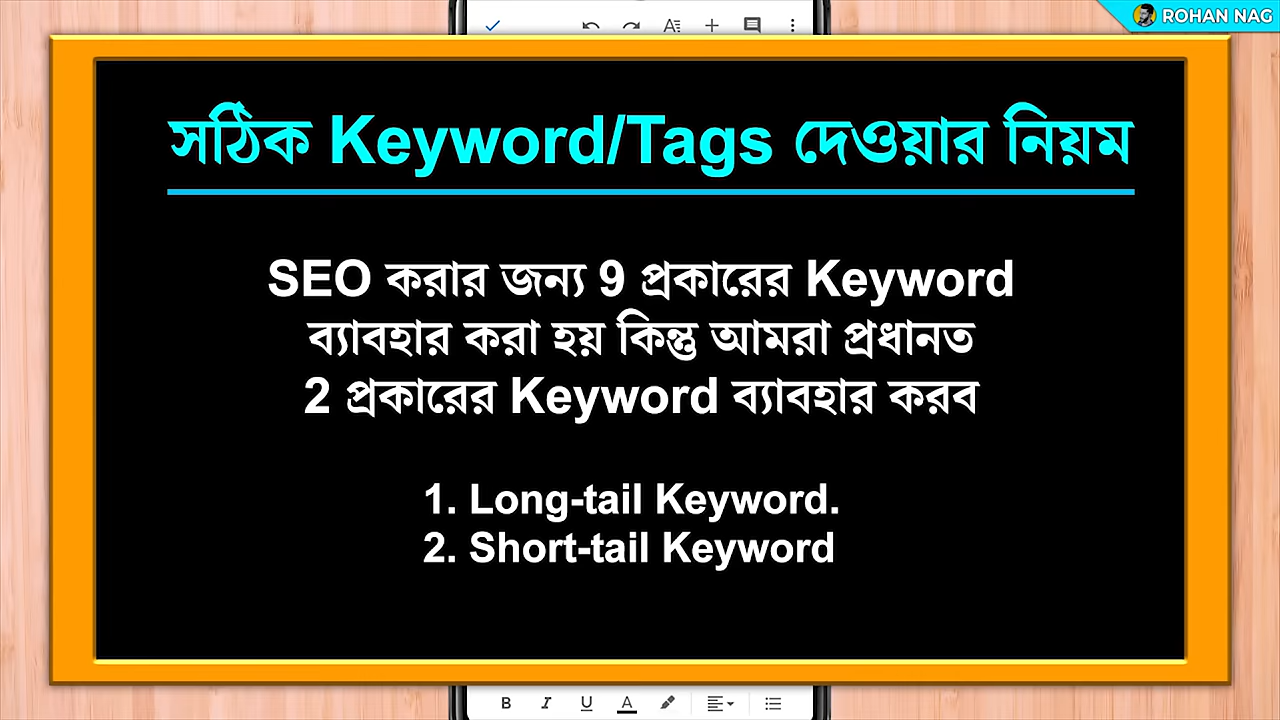 ROHAN NAG
সঠিক Keyword/Tags দেওয়ার নিয়ম
SEO করার জন্য 9 প্রকারের Keyword
ব্যাবহার করা হয় কিন্তু আমরা প্রধানত
2 প্রকারের Keyword ব্যাবহার করব
1. Long-tail Keyword.
2. Short-tail Keyword
B I U A